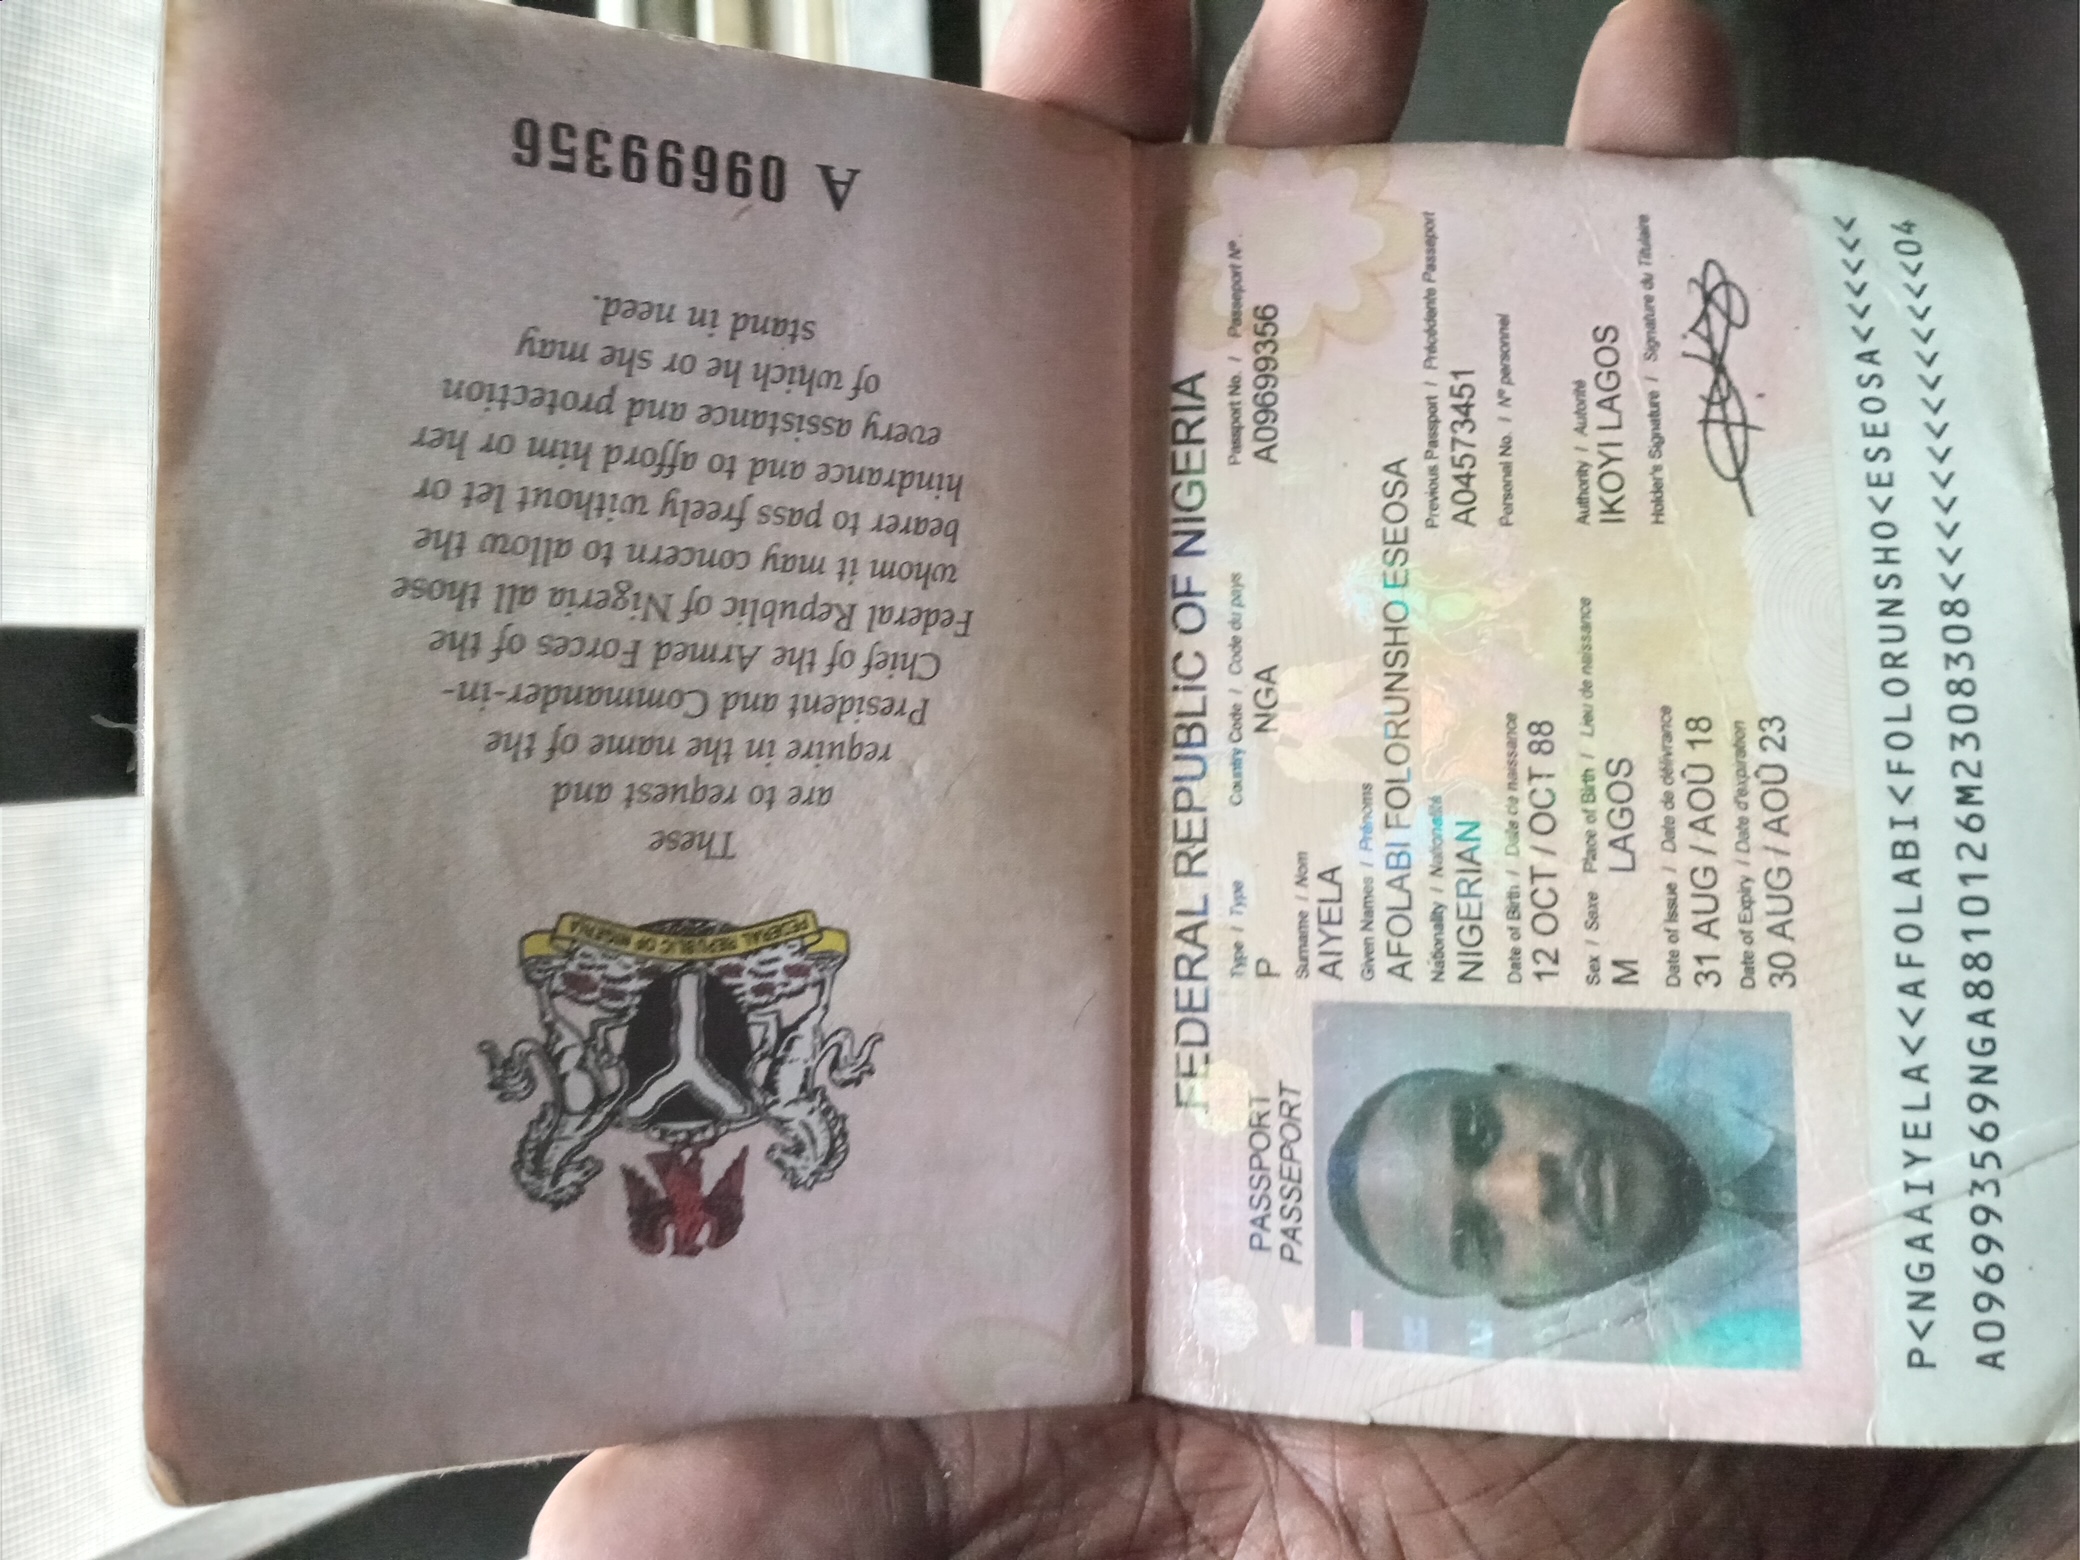 FEDERAL REPUBLIC OF NIGERIA
These
are to request and
require in the name of the
President and Commander-in-
Chief of the Armed Forces of the
Federal Republic of Nigeria all those
whom it may concern to allow the
bearer to pass freely without let or
hindrance and to afford him or her
every assistance and protection
of which he or she may
stand in need.
A 09699356
FEDERAL REPUBLIC OF NIGERIA
PASSPORT
PASSEPORT
Type / Type Country Code / Code du pays Passport No. / Passeport Nº.
P NGA A09699356
Surname / Nom
AIYELA
Given Names / Prénoms
AFOLABI FOLORUNSHO ESEOSA
Nationality / Nationalité Previous Passport / Précédente Passeport
NIGERIAN A04573451
Date of Birth / Date de naissance Personal No. / Nº personnel
12 OCT / OCT 88
Sex / Sexe Place of Birth / Lieu de naissance Authority / Autorité
M LAGOS IKOYI LAGOS
Date of Issue / Date de délivrance Holder's Signature / Signature du Titulaire
31 AUG / AOÛ 18
Date of Expiry / Date d'expiration
30 AUG / AOÛ 23
P<NGAAIYELA<<AFOLABI<FOLORUNSHO<ESEOSA<<<<<<
A096993569NGA8810126M2308308<<<<<<<<<<<<<<04